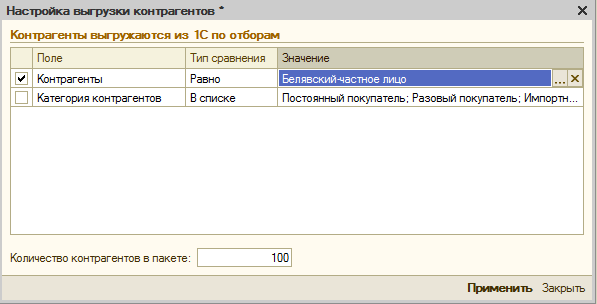 Настройка выгрузки контрагентов *
Контрагенты выгружаются из 1С по отборам
Поле Тип сравнения Значение
Контрагенты Равно Белявский-частное лицо ...
Категория контрагентов В списке Постоянный покупатель; Разовый покупатель; Импортн...
Количество контрагентов в пакете: 100
Применить Закрыть